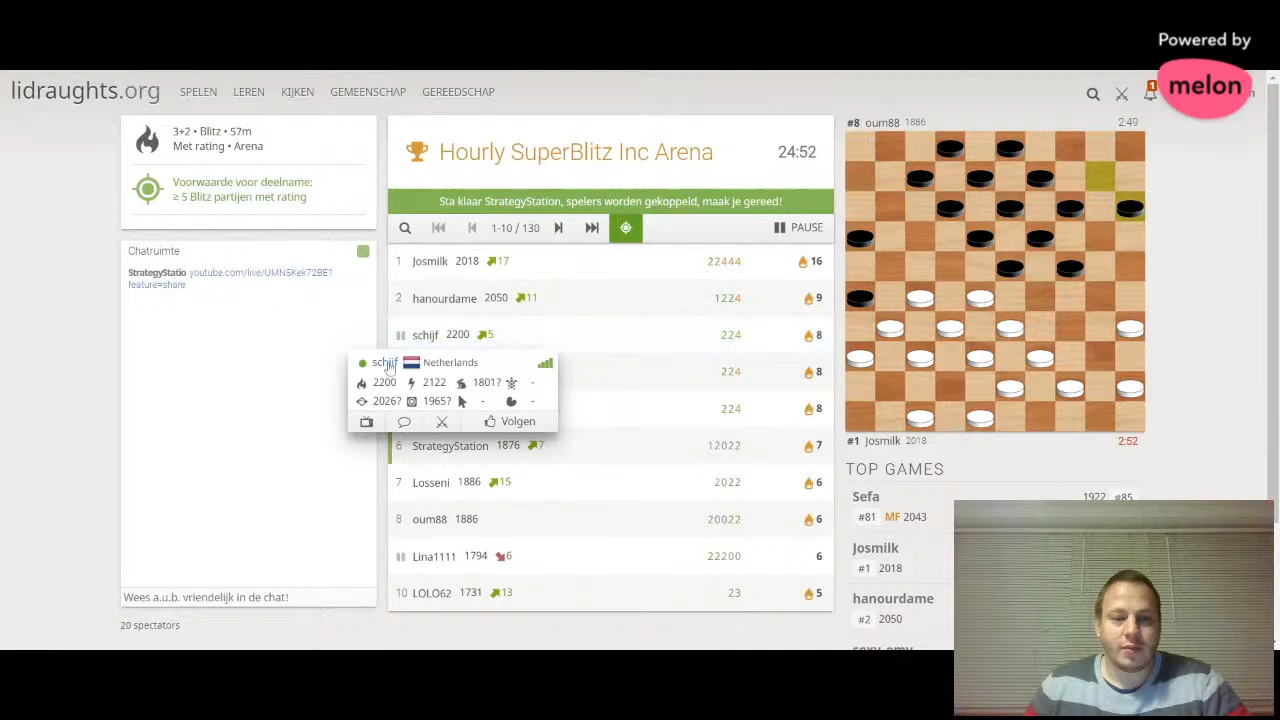 Powered by
melon
lidraughts.org SPELEN LEREN KIJKEN GEMEENSCHAP GEREEDSCHAP
1
3+2 • Blitz • 57m
Met rating • Arena
Voorwaarde voor deelname:
≥ 5 Blitz partijen met rating
Chatruimte
StrategyStatio youtube.com/live/UMN5Kek72BE?
feature=share
Wees a.u.b. vriendelijk in de chat!
20 spectators
Hourly SuperBlitz Inc Arena 24:52
Sta klaar StrategyStation, spelers worden gekoppeld, maak je gereed!
1-10 / 130 PAUSE
1 Josmilk 2018 17 22444 16
2 hanourdame 2050 11 1224 9
schijf 2200 5 224 8
224 8
224 8
6 StrategyStation 1876 7 12022 7
7 Losseni 1886 15 2022 6
8 oum88 1886 20022 6
Lina1111 1794 6 22200 6
10 LOLO62 1731 13 23 5
schijf Netherlands
2200 2122 1801? -
2026? 1965? - -
Volgen
#8 oum88 1886 2:49
#1 Josmilk 2018 2:52
TOP GAMES
Sefa 1922 #85
#81 MF 2043
Josmilk
#1 2018
hanourdame
#2 2050